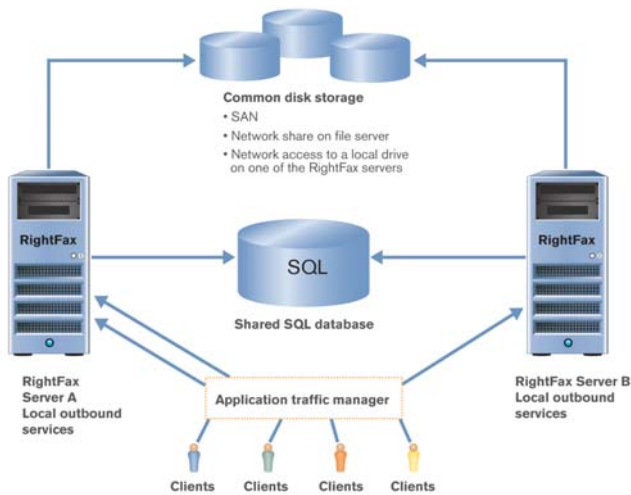 Common disk storage
• SAN
• Network share on file server
• Network access to a local drive
on one of the RightFax servers
RightFax
RightFax
SQL
Shared SQL database
RightFax
Server A
Local outbound
services
RightFax Server B
Local outbound
services
Application traffic manager
Clients
Clients
Clients
Clients